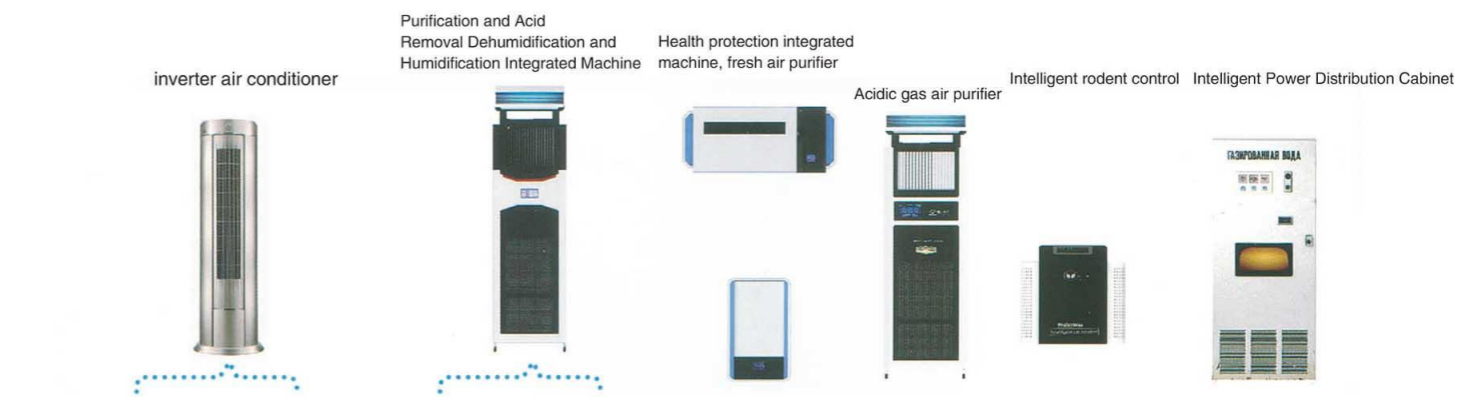 Purification and Acid
Removal Dehumidification and
Humidification Integrated Machine
Health protection integrated
machine, fresh air purifier
inverter air conditioner
Acidic gas air purifier
Intelligent rodent control
Intelligent Power Distribution Cabinet
ГАЗИРОВАННАЯ ВОДА